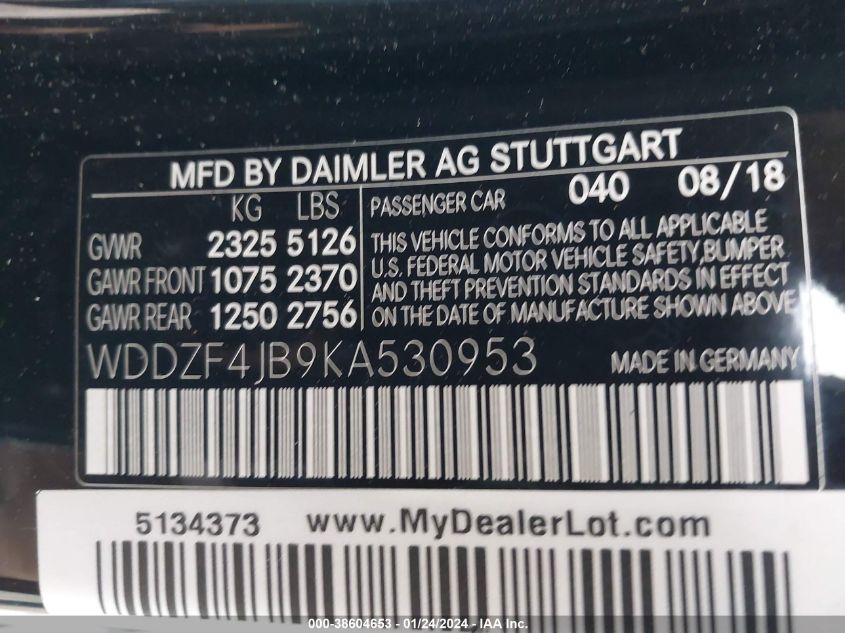 MFD BY DAIMLER AG STUTTGART
KG LBS
GVWR 2325 5126
GAWR FRONT 1075 2370
GAWR REAR 1250 2756
PASSENGER CAR 040 08/18
THIS VEHICLE CONFORMS TO ALL APPLICABLE
U.S. FEDERAL MOTOR VEHICLE SAFETY,BUMPER
AND THEFT PREVENTION STANDARDS IN EFFECT
ON THE DATE OF MANUFACTURE SHOWN ABOVE
WDDZF4JB9KA530953 MADE IN GERMANY
5134373 www.MyDealerLot.com
000-38604653 - 01/24/2024 - IAA, Inc.